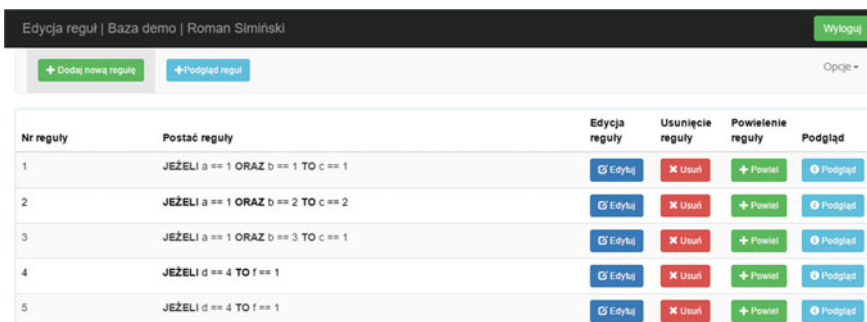 Edycja reguł | Baza demo | Roman Simiński Wyloguj
Dodaj nową regułę Podgląd reguł Opcje
Nr reguły Postać reguły Edycja reguły Usunięcie reguły Powielenie reguły Podgląd
1 JEŻELI a == 1 ORAZ b == 1 TO c == 1 Edytuj Usuń Powiel Podgląd
2 JEŻELI a == 1 ORAZ b == 2 TO c == 2 Edytuj Usuń Powiel Podgląd
3 JEŻELI a == 1 ORAZ b == 3 TO c == 1 Edytuj Usuń Powiel Podgląd
4 JEŻELI d == 4 TO f == 1 Edytuj Usuń Powiel Podgląd
5 JEŻELI d == 4 TO f == 1 Edytuj Usuń Powiel Podgląd